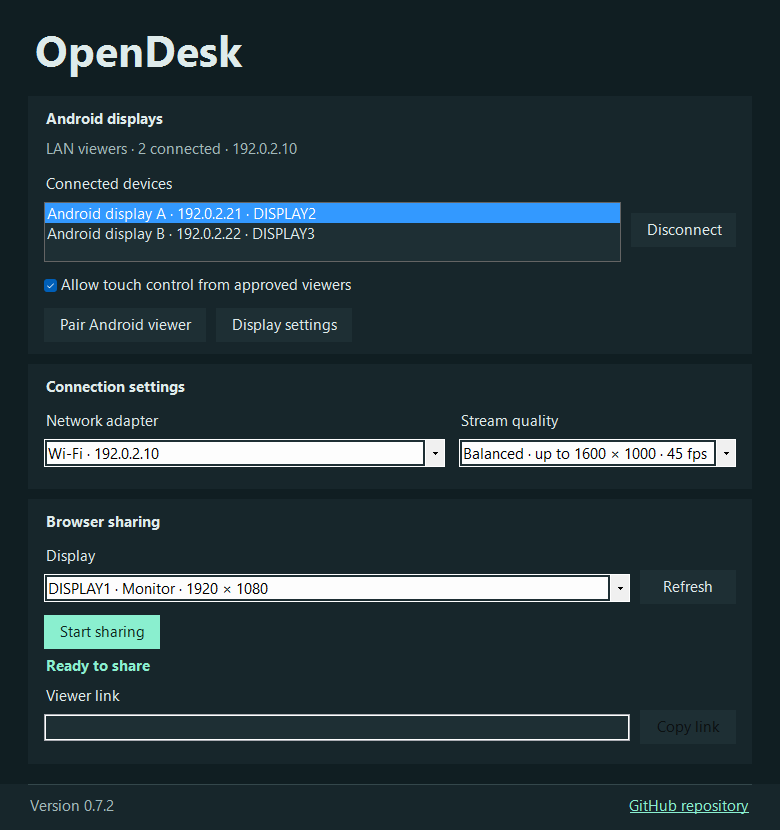 OpenDesk
Android displays
LAN viewers · 2 connected · 192.0.2.10
Connected devices
Android display A · 192.0.2.21 · DISPLAY2
Android display B · 192.0.2.22 · DISPLAY3
Disconnect
Allow touch control from approved viewers
Pair Android viewer
Display settings
Connection settings
Network adapter
Stream quality
Wi-Fi · 192.0.2.10
Balanced · up to 1600 × 1000 · 45 fps
Browser sharing
Display
DISPLAY1 · Monitor · 1920 × 1080
Refresh
Start sharing
Ready to share
Viewer link
Copy link
Version 0.7.2
GitHub repository